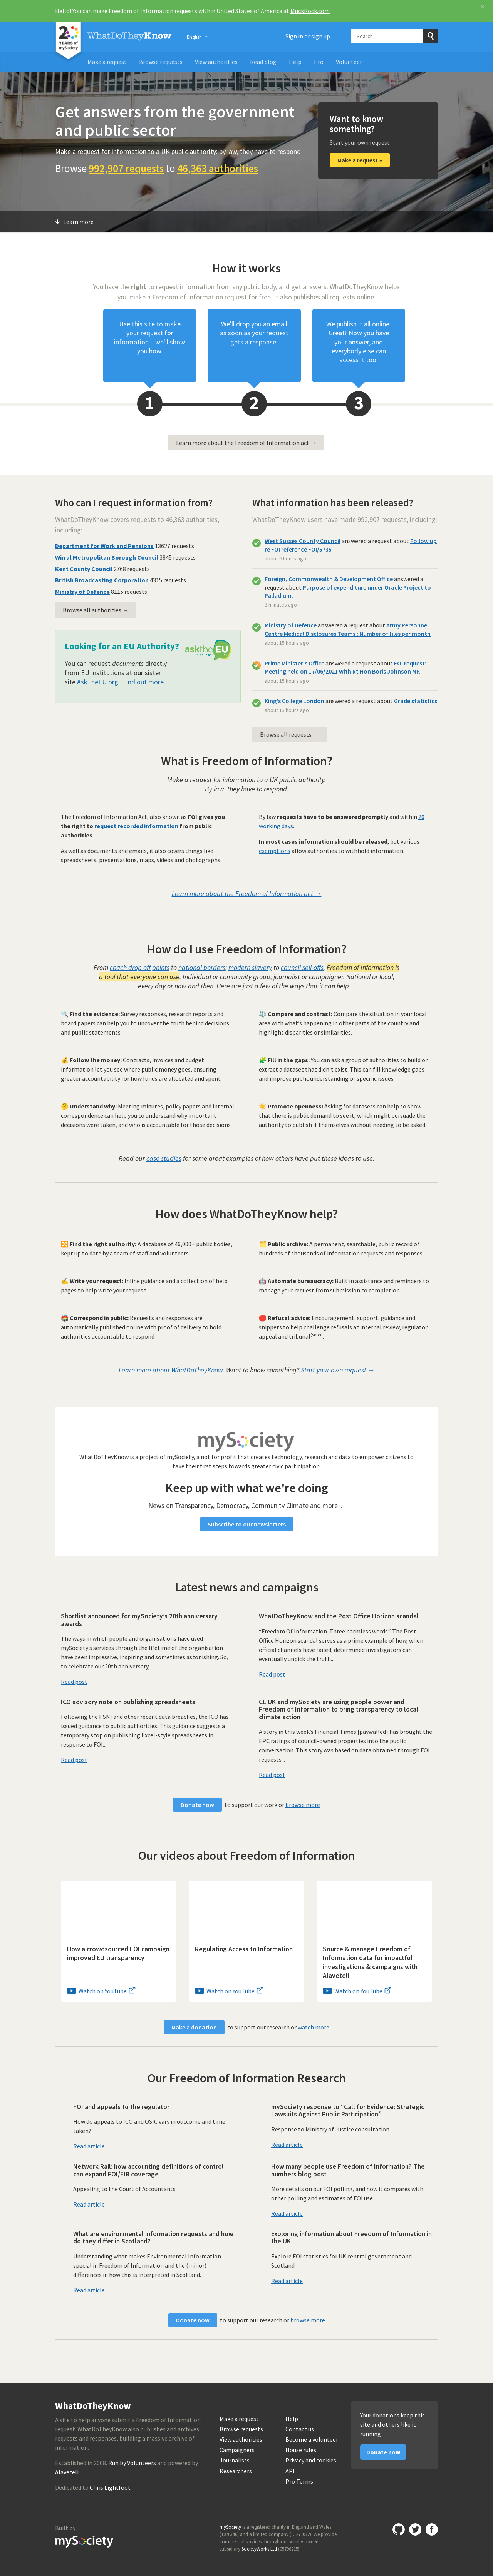 Hello! You can make Freedom of Information requests within United States of America at MuckRock.com
×
20 YEARS of my soc
WhatDoTheyKnow
English
Sign in or sign up
Search
Make a request
Browse requests
View authorities
Read blog
Help
Pro
Volunteer
Get answers from the government and public sector
Make a request for information to a UK public authority: by law, they have to respond
Browse 992,907 requests to 46,363 authorities
Want to know something?
Start your own request
Make a request »
Learn more
How it works
You have the right to request information from any public body, and get answers. WhatDoTheyKnow helps
you make a Freedom of Information request for free. It also publishes all requests online.
Use this site to make
your request for
information – we'll show
you how.
We'll drop you an email
as soon as your request
gets a response.
We publish it all online.
Great! Now you have
your answer, and
everybody else can
access it too.
1
2
3
Learn more about the Freedom of Information act →
Who can I request information from?
WhatDoTheyKnow covers requests to 46,363 authorities,
including:
Department for Work and Pensions 13627 requests
Wirral Metropolitan Borough Council 3845 requests
Kent County Council 2768 requests
British Broadcasting Corporation 4315 requests
Ministry of Defence 8115 requests
Browse all authorities →
Looking for an EU Authority?
You can request documents directly
from EU Institutions at our sister
site AskTheEU.org . Find out more .
asktheEU
What information has been released?
WhatDoTheyKnow users have made 992,907 requests, including:
West Sussex County Council answered a request about Follow up
re FOI reference FOI/3735
about 6 hours ago
Foreign, Commonwealth & Development Office answered a
request about Purpose of expenditure under Oracle Project to
Palladium.
3 minutes ago
Ministry of Defence answered a request about Army Personnel
Centre Medical Disclosures Teams : Number of files per month
about 15 hours ago
Prime Minister's Office answered a request about FOI request:
Meeting held on 17/06/2021 with Rt Hon Boris Johnson MP.
about 15 hours ago
King's College London answered a request about Grade statistics
about 13 hours ago
Browse all requests →
What is Freedom of Information?
Make a request for information to a UK public authority.
By law, they have to respond.
The Freedom of Information Act, also known as FOI gives you
the right to request recorded information from public
authorities.
As well as documents and emails, it also covers things like
spreadsheets, presentations, maps, videos and photographs.
By law requests have to be answered promptly and within 20
working days.
In most cases information should be released, but various
exemptions allow authorities to withhold information.
Learn more about the Freedom of Information act →
How do I use Freedom of Information?
From coach drop off points to national borders; modern slavery to council sell-offs, Freedom of Information is
a tool that everyone can use. Individual or community group; journalist or campaigner. National or local;
every day or now and then. Here are just a few of the ways that it can help…
🔍 Find the evidence: Survey responses, research reports and
board papers can help you to uncover the truth behind decisions
and public statements.
⚖️ Compare and contrast: Compare the situation in your local
area with what's happening in other parts of the country and
highlight disparities or similarities.
💰 Follow the money: Contracts, invoices and budget
information let you see where public money goes, ensuring
greater accountability for how funds are allocated and spent.
🧩 Fill in the gaps: You can ask a group of authorities to build or
extract a dataset that didn't exist. This can fill knowledge gaps
and improve public understanding of specific issues.
🤔 Understand why: Meeting minutes, policy papers and internal
correspondence can help you to understand why important
decisions were taken, and who is accountable for those decisions.
☀️ Promote openness: Asking for datasets can help to show
that there is public demand to see it, which might persuade the
authority to publish it themselves without needing to be asked.
Read our case studies for some great examples of how others have put these ideas to use.
How does WhatDoTheyKnow help?
🔀 Find the right authority: A database of 46,000+ public bodies,
kept up to date by a team of staff and volunteers.
🗂️ Public archive: A permanent, searchable, public record of
hundreds of thousands of information requests and responses.
✍️ Write your request: Inline guidance and a collection of help
pages to help write your request.
🤖 Automate bureaucracy: Built in assistance and reminders to
manage your request from submission to completion.
📮 Correspond in public: Requests and responses are
automatically published online with proof of delivery to hold
authorities accountable to respond.
🛑 Refusal advice: Encouragement, support, guidance and
snippets to help challenge refusals at internal review, regulator
appeal and tribunal[soon].
Learn more about WhatDoTheyKnow. Want to know something? Start your own request →
mySociety
WhatDoTheyKnow is a project of mySociety, a not for profit that creates technology, research and data to empower citizens to
take their first steps towards greater civic participation.
Keep up with what we're doing
News on Transparency, Democracy, Community Climate and more…
Subscribe to our newsletters
Latest news and campaigns
Shortlist announced for mySociety's 20th anniversary
awards
The ways in which people and organisations have used
mySociety's services through the lifetime of the organisation
have been impressive, inspiring and sometimes astonishing. So,
to celebrate our 20th anniversary,...
Read post
WhatDoTheyKnow and the Post Office Horizon scandal
“Freedom Of Information. Three harmless words.” The Post
Office Horizon scandal serves as a prime example of how, when
official channels have failed, determined investigators can
eventually unpick the truth...
Read post
ICO advisory note on publishing spreadsheets
Following the PSNI and other recent data breaches, the ICO has
issued guidance to public authorities. This guidance suggests a
temporary stop on publishing Excel-style spreadsheets in
response to FOI...
Read post
CE UK and mySociety are using people power and
Freedom of Information to bring transparency to local
climate action
A story in this week's Financial Times [paywalled] has brought the
EPC ratings of council-owned properties into the public
conversation. This story was based on data obtained through FOI
requests...
Read post
Donate now to support our work or browse more
Our videos about Freedom of Information
How a crowdsourced FOI campaign
improved EU transparency
Watch on YouTube
Regulating Access to Information
Watch on YouTube
Source & manage Freedom of
Information data for impactful
investigations & campaigns with
Alaveteli
Watch on YouTube
Make a donation to support our research or watch more
Our Freedom of Information Research
FOI and appeals to the regulator
How do appeals to ICO and OSIC vary in outcome and time
taken?
Read article
mySociety response to “Call for Evidence: Strategic
Lawsuits Against Public Participation”
Response to Ministry of Justice consultation
Read article
Network Rail: how accounting definitions of control
can expand FOI/EIR coverage
Appealing to the Court of Accountants.
Read article
How many people use Freedom of Information? The
numbers blog post
More details on our FOI polling, and how it compares with
other polling and estimates of FOI use.
Read article
What are environmental information requests and how
do they differ in Scotland?
Understanding what makes Environmental Information
special in Freedom of Information and the (minor)
differences in how this is interpreted in Scotland.
Read article
Exploring information about Freedom of Information in
the UK
Explore FOI statistics for UK central government and
Scotland.
Read article
Donate now to support our research or browse more
WhatDoTheyKnow
A site to help anyone submit a Freedom of Information
request. WhatDoTheyKnow also publishes and archives
requests and responses, building a massive archive of
information.
Established in 2008. Run by Volunteers and powered by
Alaveteli.
Dedicated to Chris Lightfoot.
Make a request
Browse requests
View authorities
Campaigners
Journalists
Researchers
Help
Contact us
Become a volunteer
House rules
Privacy and cookies
API
Pro Terms
Your donations keep this
site and others like it
running
Donate now
Built by
mySociety
mySociety is a registered charity in England and Wales
(1076346) and a limited company (03277032). We provide
commercial services through our wholly owned
subsidiary SocietyWorks Ltd (05798215).